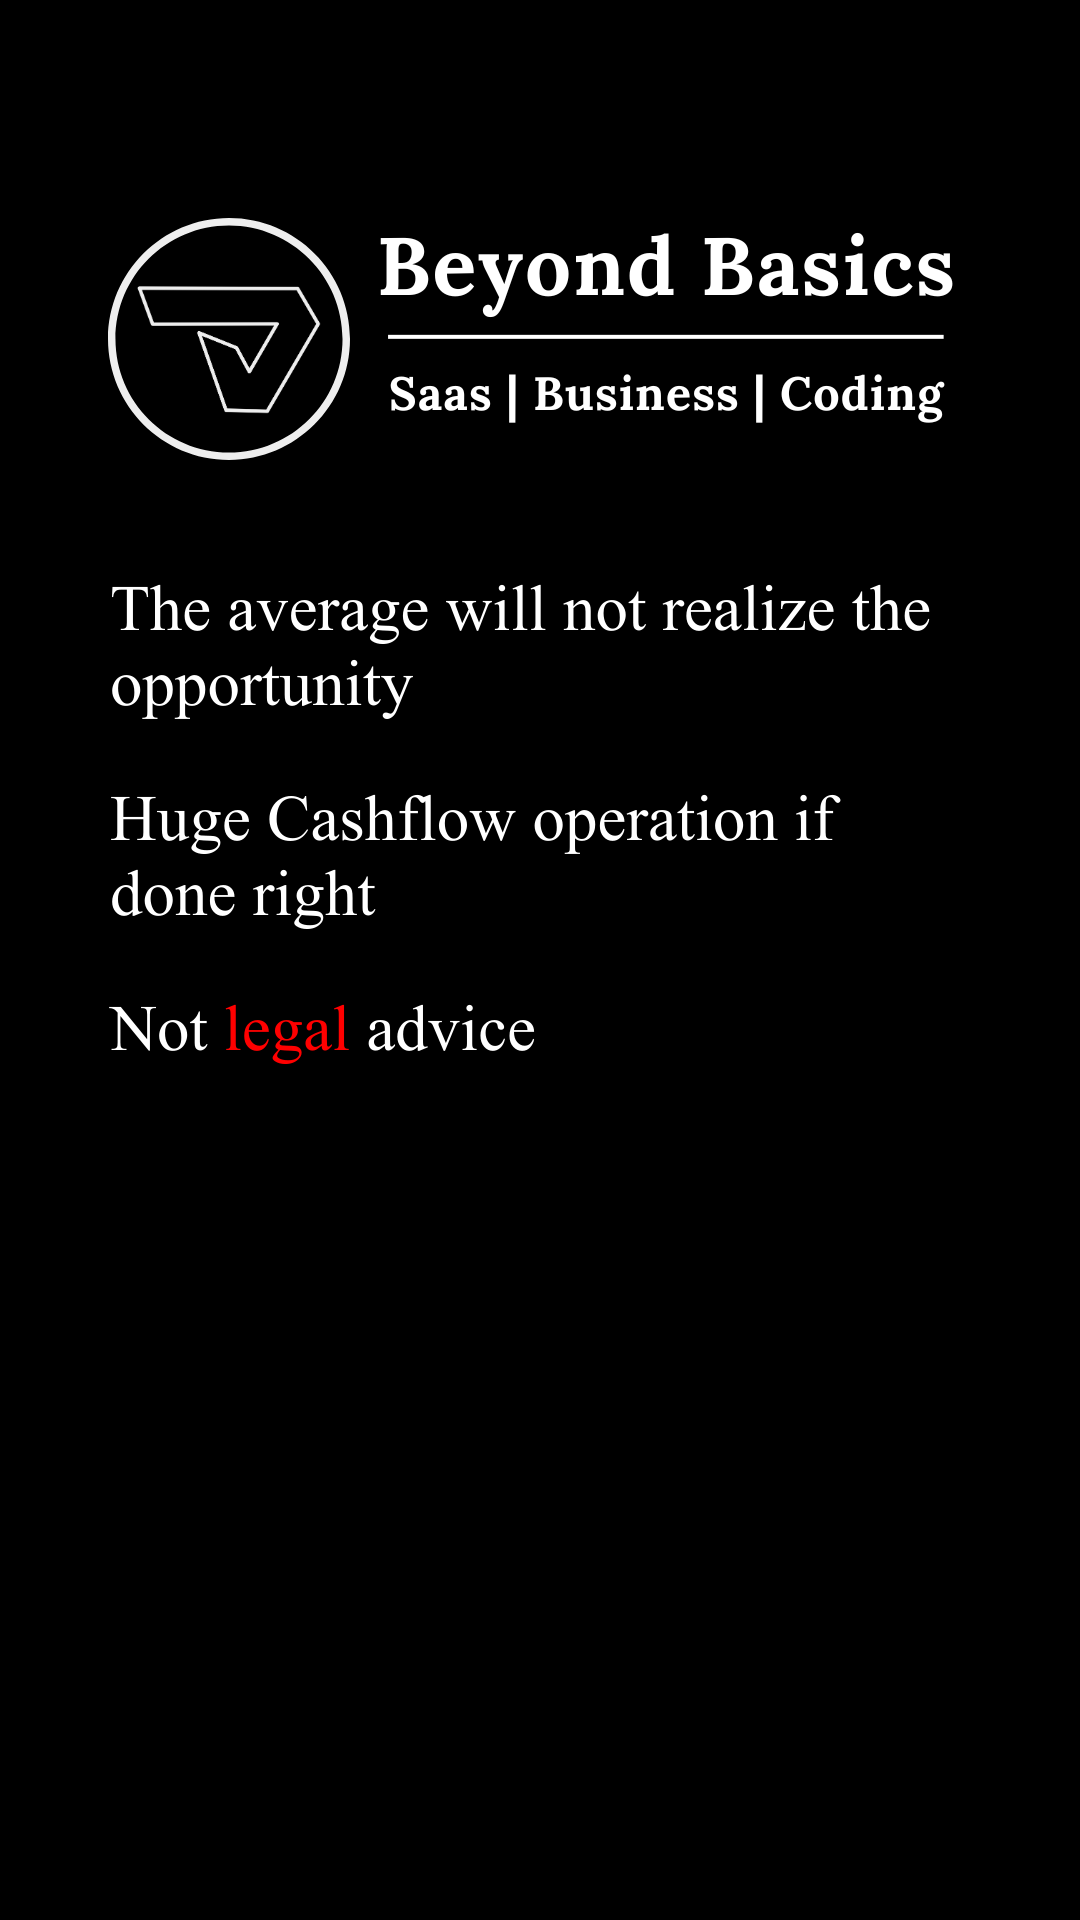 Beyond Basics
Saas | Business | Coding
The average will not realize the
opportunity
Huge Cashflow operation if
done right
Not legal advice